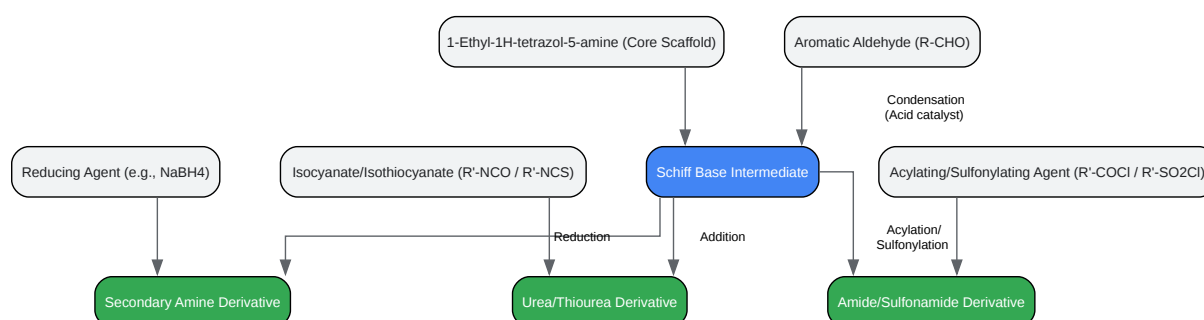 1-Ethyl-1H-tetrazol-5-amine (Core Scaffold)
Aromatic Aldehyde (R-CHO)
Condensation
(Acid catalyst)
Reducing Agent (e.g., NaBH4)
Isocyanate/Isothiocyanate (R'-NCO / R'-NCS)
Schiff Base Intermediate
Acylating/Sulfonylating Agent (R'-COCl / R'-SO2Cl)
Reduction
Addition
Acylation/
Sulfonylation
Secondary Amine Derivative
Urea/Thiourea Derivative
Amide/Sulfonamide Derivative